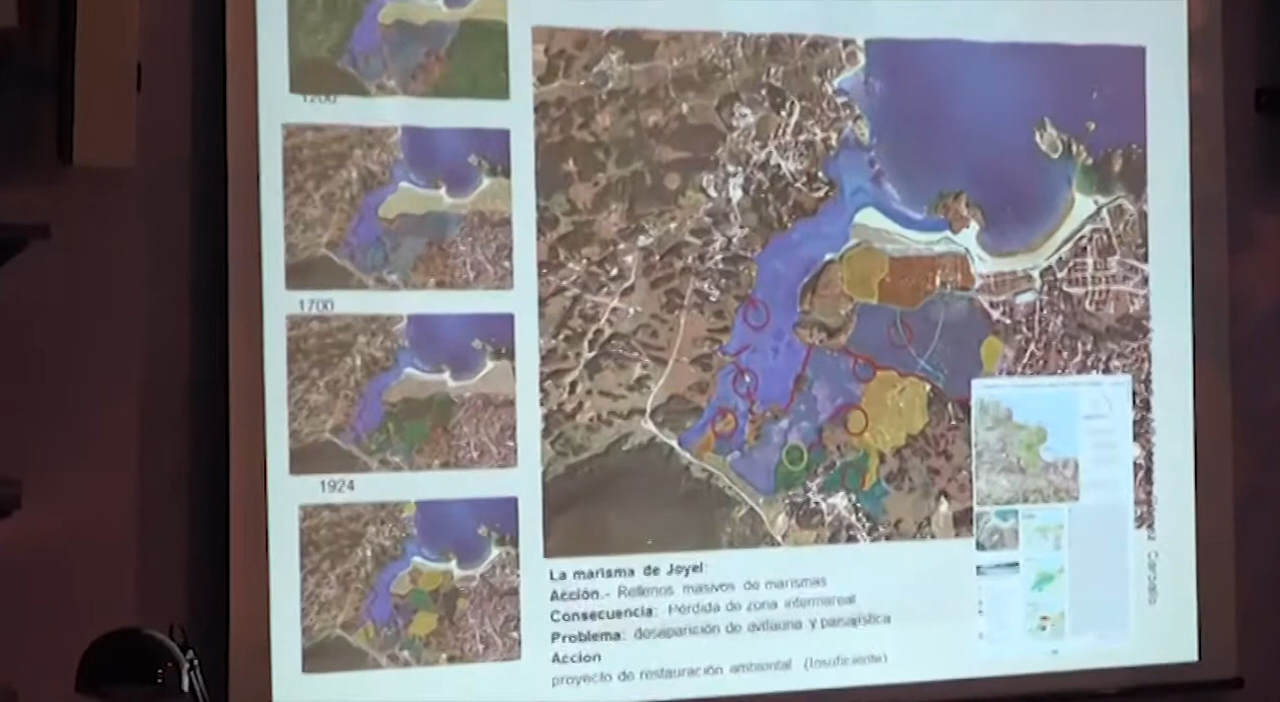 1200
1700
1924
La marisma de Joyel:
Acción.- Rellenos masivos de marismas
Consecuencia: Pérdida de zona intermareal
Problema: desaparición de avifauna y paisajística
Accion
proyecto de restauración ambiental (Insuficiente)